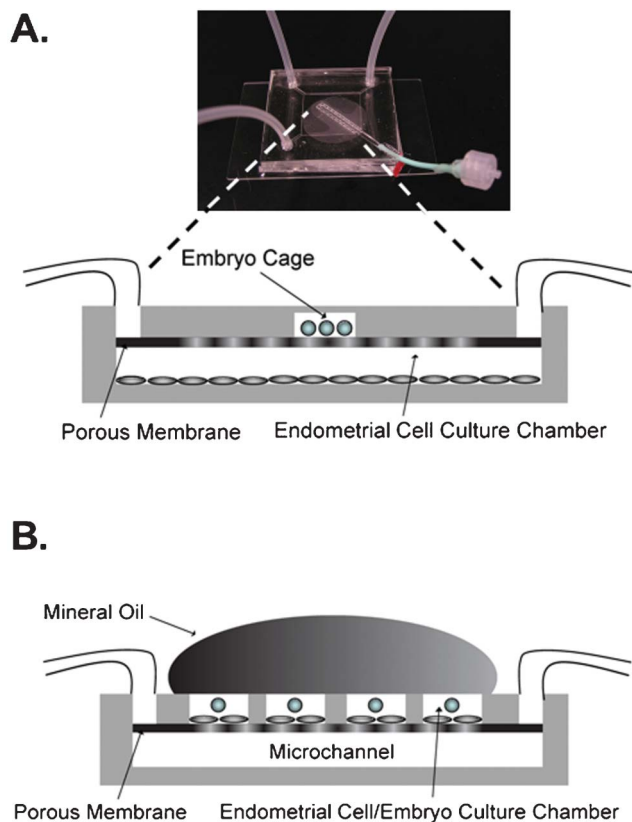 A.
Embryo Cage
Porous Membrane
Endometrial Cell Culture Chamber
B.
Mineral Oil
Microchannel
Porous Membrane
Endometrial Cell/Embryo Culture Chamber